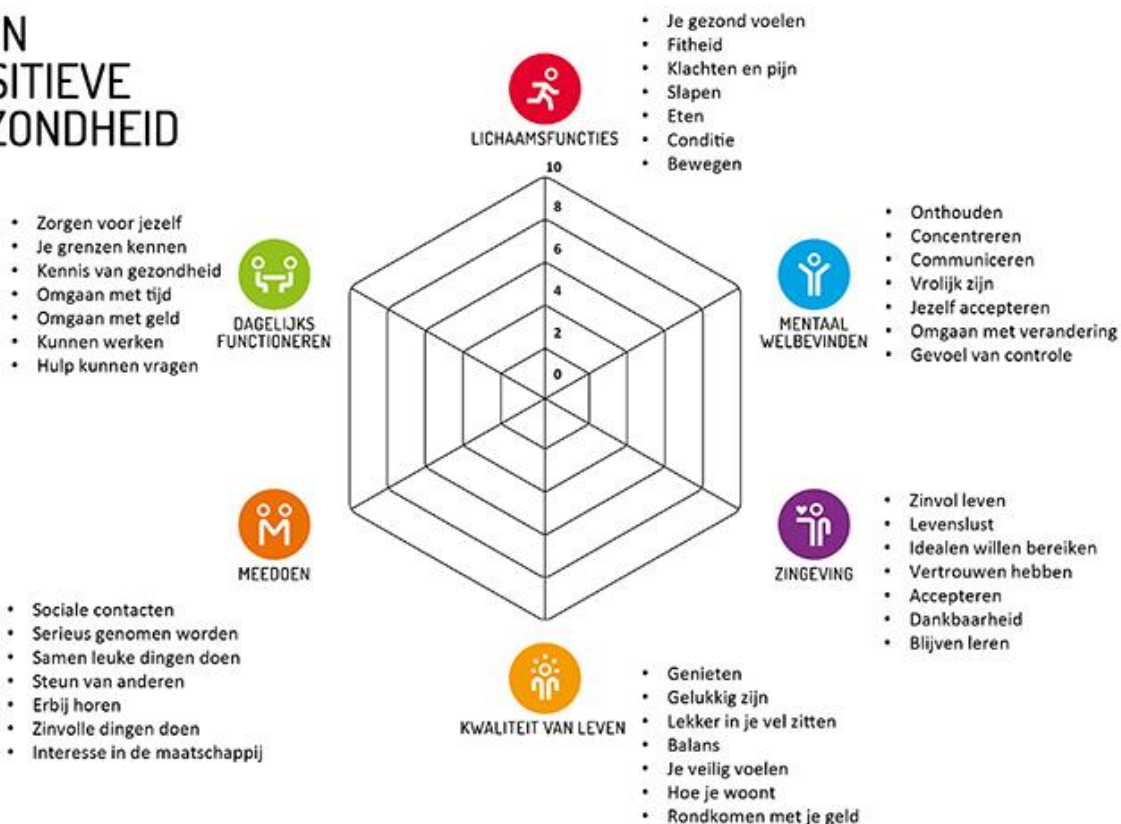 N
SITIEVE
ZONDHEID
• Je gezond voelen
• Fitheid
• Klachten en pijn
• Slapen
• Eten
• Conditie
• Bewegen
LICHAAMSFUNCTIES
10
8
6
4
2
0
• Onthouden
• Concentreren
• Communiceren
• Vrolijk zijn
• Jezelf accepteren
• Omgaan met verandering
• Gevoel van controle
MENTAAL
WELBEVINDEN
• Zinvol leven
• Levenslust
• Idealen willen bereiken
• Vertrouwen hebben
• Accepteren
• Dankbaarheid
• Blijven leren
ZINGEVING
• Genieten
• Gelukkig zijn
• Lekker in je vel zitten
• Balans
• Je veilig voelen
• Hoe je woont
• Rondkomen met je geld
KWALITEIT VAN LEVEN
MEEDOEN
• Sociale contacten
• Serieus genomen worden
• Samen leuke dingen doen
• Steun van anderen
• Erbij horen
• Zinvolle dingen doen
• Interesse in de maatschappij
• Zorgen voor jezelf
• Je grenzen kennen
• Kennis van gezondheid
• Omgaan met tijd
• Omgaan met geld
• Kunnen werken
• Hulp kunnen vragen
DAGELIJKS
FUNCTIONEREN